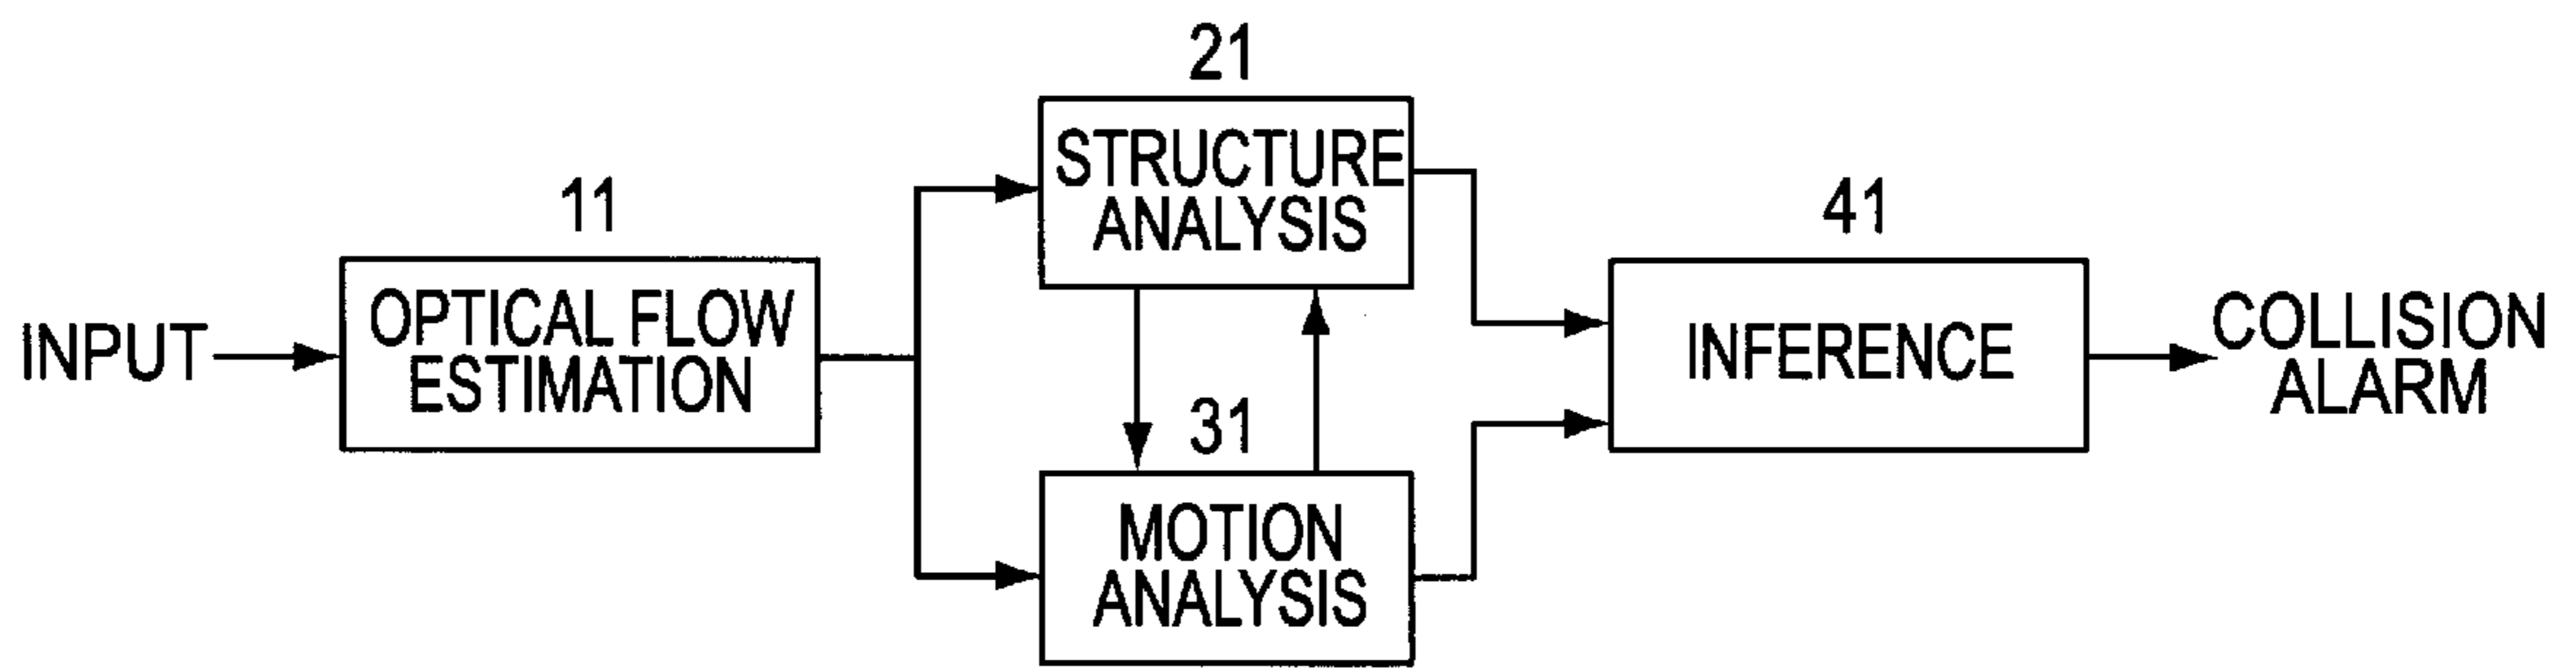 INPUT
11
OPTICAL FLOW
ESTIMATION
21
STRUCTURE
ANALYSIS
31
MOTION
ANALYSIS
41
INFERENCE
COLLISION
ALARM